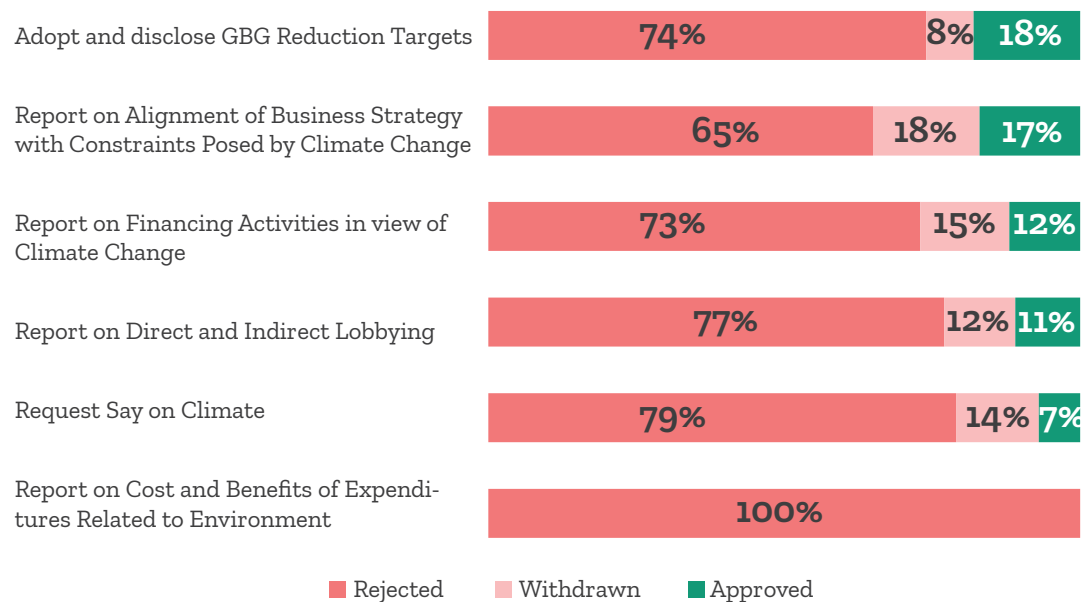 Adopt and disclose GBG Reduction Targets
74% 8% 18%
Report on Alignment of Business Strategy
with Constraints Posed by Climate Change
65% 18% 17%
Report on Financing Activities in view of
Climate Change
73% 15% 12%
Report on Direct and Indirect Lobbying
77% 12% 11%
Request Say on Climate
79% 14% 7%
Report on Cost and Benefits of Expendi-
tures Related to Environment
100%
Rejected Withdrawn Approved